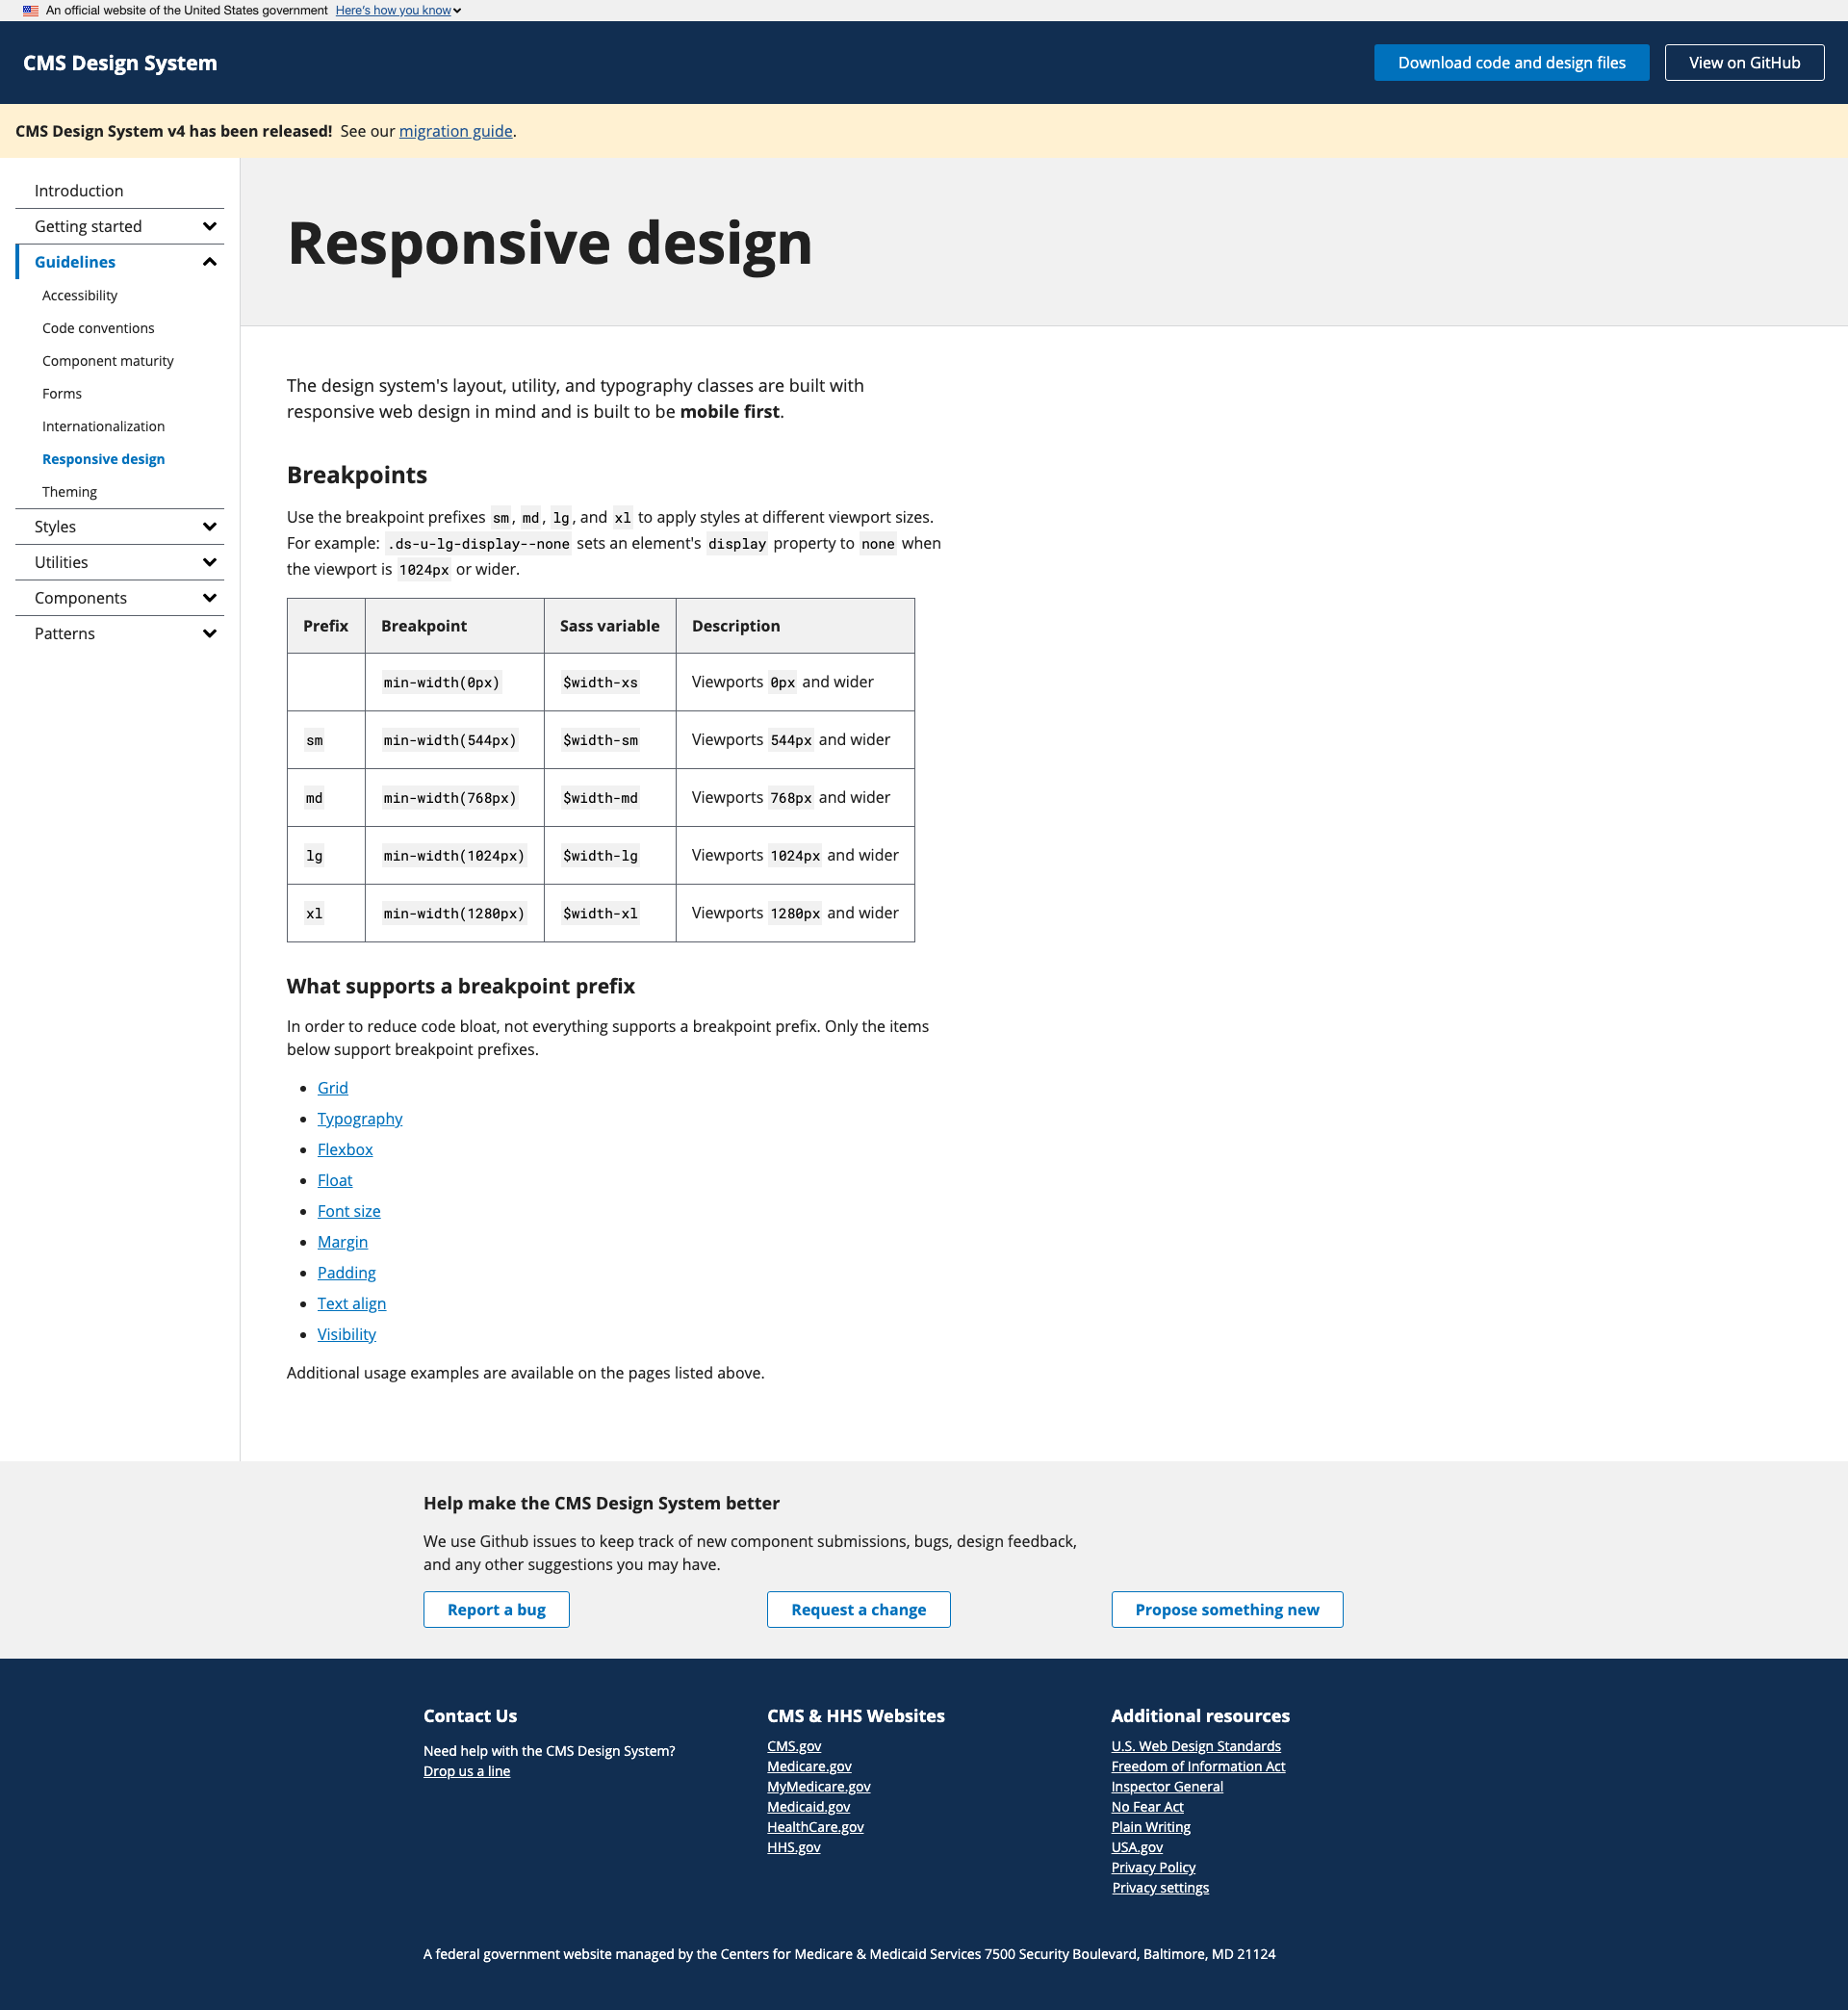 An official website of the United States government Here's how you know
CMS Design System
Download code and design files
View on GitHub
CMS Design System v4 has been released! See our migration guide.
Introduction
Getting started
Guidelines
Accessibility
Code conventions
Component maturity
Forms
Internationalization
Responsive design
Theming
Styles
Utilities
Components
Patterns
Responsive design
The design system's layout, utility, and typography classes are built with
responsive web design in mind and is built to be mobile first.
Breakpoints
Use the breakpoint prefixes sm, md, lg, and xl to apply styles at different viewport sizes.
For example: .ds-u-lg-display--none sets an element's display property to none when
the viewport is 1024px or wider.
Prefix Breakpoint Sass variable Description
min-width(0px) $width-xs Viewports 0px and wider
sm min-width(544px) $width-sm Viewports 544px and wider
md min-width(768px) $width-md Viewports 768px and wider
lg min-width(1024px) $width-lg Viewports 1024px and wider
xl min-width(1280px) $width-xl Viewports 1280px and wider
What supports a breakpoint prefix
In order to reduce code bloat, not everything supports a breakpoint prefix. Only the items
below support breakpoint prefixes.
Grid
Typography
Flexbox
Float
Font size
Margin
Padding
Text align
Visibility
Additional usage examples are available on the pages listed above.
Help make the CMS Design System better
We use Github issues to keep track of new component submissions, bugs, design feedback,
and any other suggestions you may have.
Report a bug
Request a change
Propose something new
Contact Us
Need help with the CMS Design System?
Drop us a line
CMS & HHS Websites
CMS.gov
Medicare.gov
MyMedicare.gov
Medicaid.gov
HealthCare.gov
HHS.gov
Additional resources
U.S. Web Design Standards
Freedom of Information Act
Inspector General
No Fear Act
Plain Writing
USA.gov
Privacy Policy
Privacy settings
A federal government website managed by the Centers for Medicare & Medicaid Services 7500 Security Boulevard, Baltimore, MD 21124